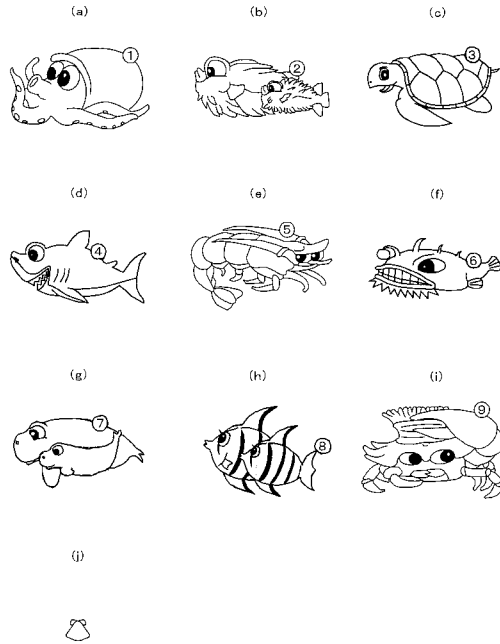 (a) (b) (c)
① ② ③
(d) (e) (f)
④ ⑤ ⑥
(g) (h) (i)
⑦ ⑧ ⑨
(j)